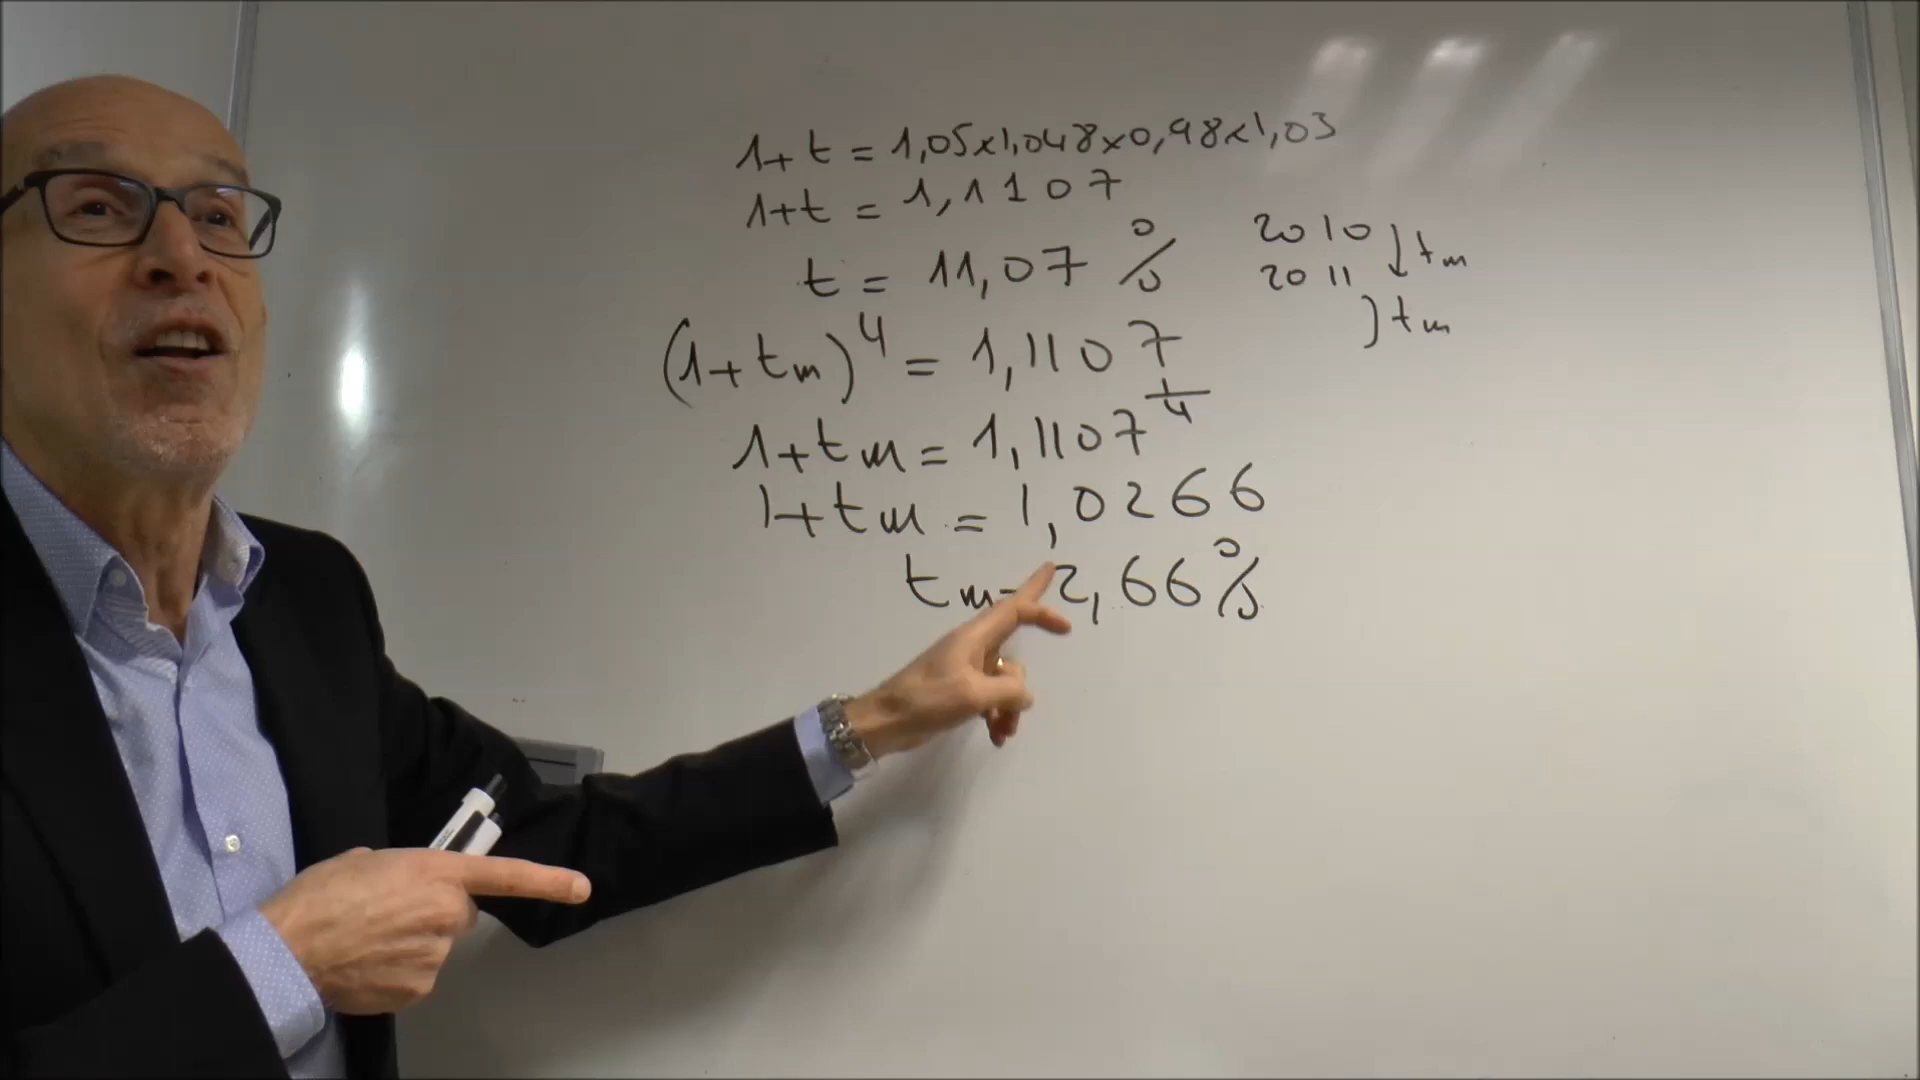 1+t = 1,05x1,048x0,98x1,03
1+t = 1,1107
t = 11,07 %
2010
2011
tm
tm
(1+tm)^4 = 1,1107
1+tm = 1,1107^1/4
1+tm = 1,0266
tm = 2,66 %